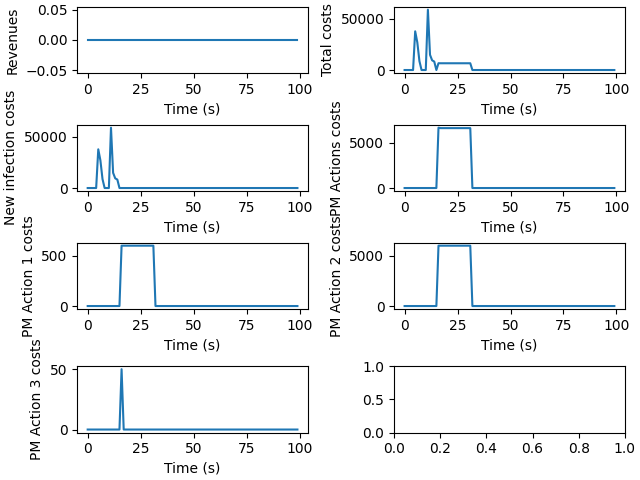 Revenues
0.05
0.00
−0.05
0 25 50 75 100
Time (s)
Total costs
50000
0
0 25 50 75 100
Time (s)
New infection costs
50000
0
0 25 50 75 100
Time (s)
PM Actions costs
5000
0
0 25 50 75 100
Time (s)
PM Action 1 costs
500
0
0 25 50 75 100
Time (s)
PM Action 2 costs
5000
0
0 25 50 75 100
Time (s)
PM Action 3 costs
50
0
0 25 50 75 100
Time (s)
1.0
0.5
0.0
0.0 0.2 0.4 0.6 0.8 1.0